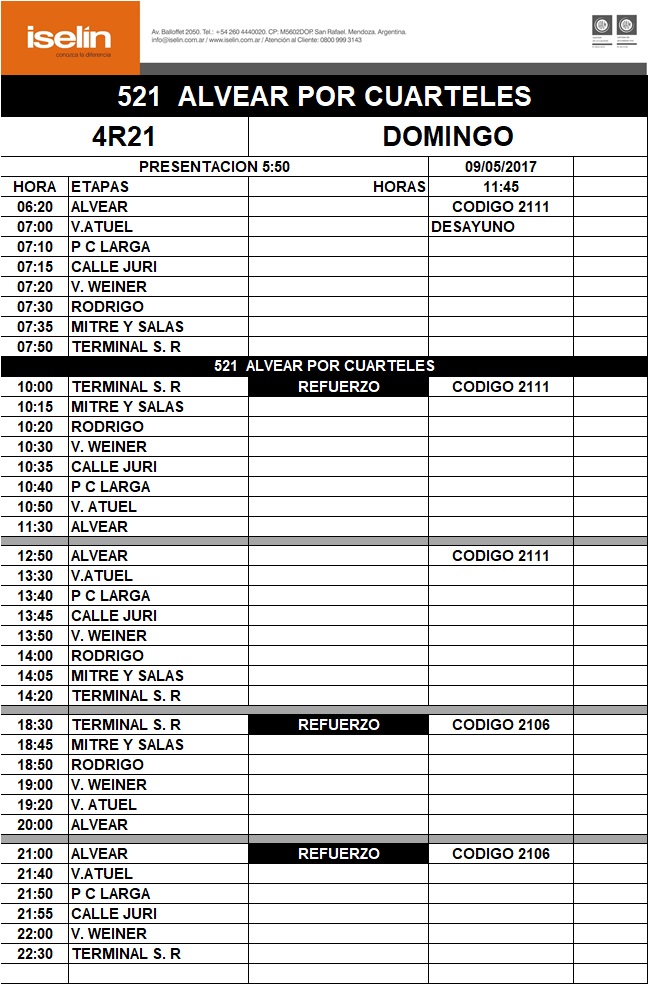 iselín
conozca la diferencia
Av. Balloffet 2050. Tel.: +54 260 4440020. CP: M5602DOP. San Rafael. Mendoza. Argentina.
info@iselin.com.ar / www.iselin.com.ar / Atención al Cliente: 0800 999 3143
521 ALVEAR POR CUARTELES
4R21 DOMINGO
PRESENTACION 5:50 09/05/2017
HORA ETAPAS HORAS 11:45
06:20 ALVEAR CODIGO 2111
07:00 V.ATUEL DESAYUNO
07:10 P C LARGA
07:15 CALLE JURI
07:20 V. WEINER
07:30 RODRIGO
07:35 MITRE Y SALAS
07:50 TERMINAL S. R
521 ALVEAR POR CUARTELES
10:00 TERMINAL S. R REFUERZO CODIGO 2111
10:15 MITRE Y SALAS
10:20 RODRIGO
10:30 V. WEINER
10:35 CALLE JURI
10:40 P C LARGA
10:50 V. ATUEL
11:30 ALVEAR
12:50 ALVEAR CODIGO 2111
13:30 V.ATUEL
13:40 P C LARGA
13:45 CALLE JURI
13:50 V. WEINER
14:00 RODRIGO
14:05 MITRE Y SALAS
14:20 TERMINAL S. R
18:30 TERMINAL S. R REFUERZO CODIGO 2106
18:45 MITRE Y SALAS
18:50 RODRIGO
19:00 V. WEINER
19:20 V. ATUEL
20:00 ALVEAR
21:00 ALVEAR REFUERZO CODIGO 2106
21:40 V.ATUEL
21:50 P C LARGA
21:55 CALLE JURI
22:00 V. WEINER
22:30 TERMINAL S. R